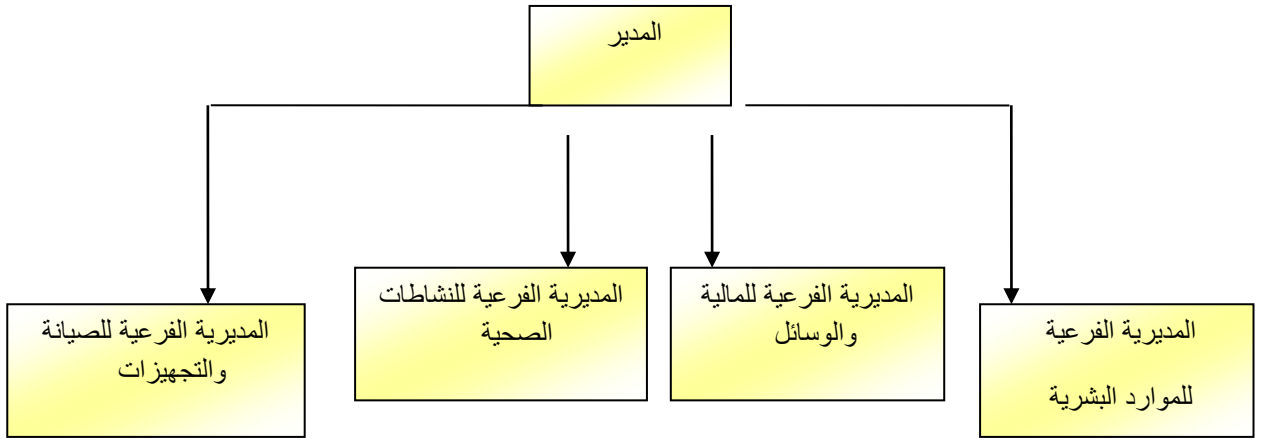 المدير
المديرية الفرعية
للموارد البشرية
المديرية الفرعية للمالية
والوسائل
المديرية الفرعية للنشاطات
الصحية
المديرية الفرعية للصيانة
والتجهيزات